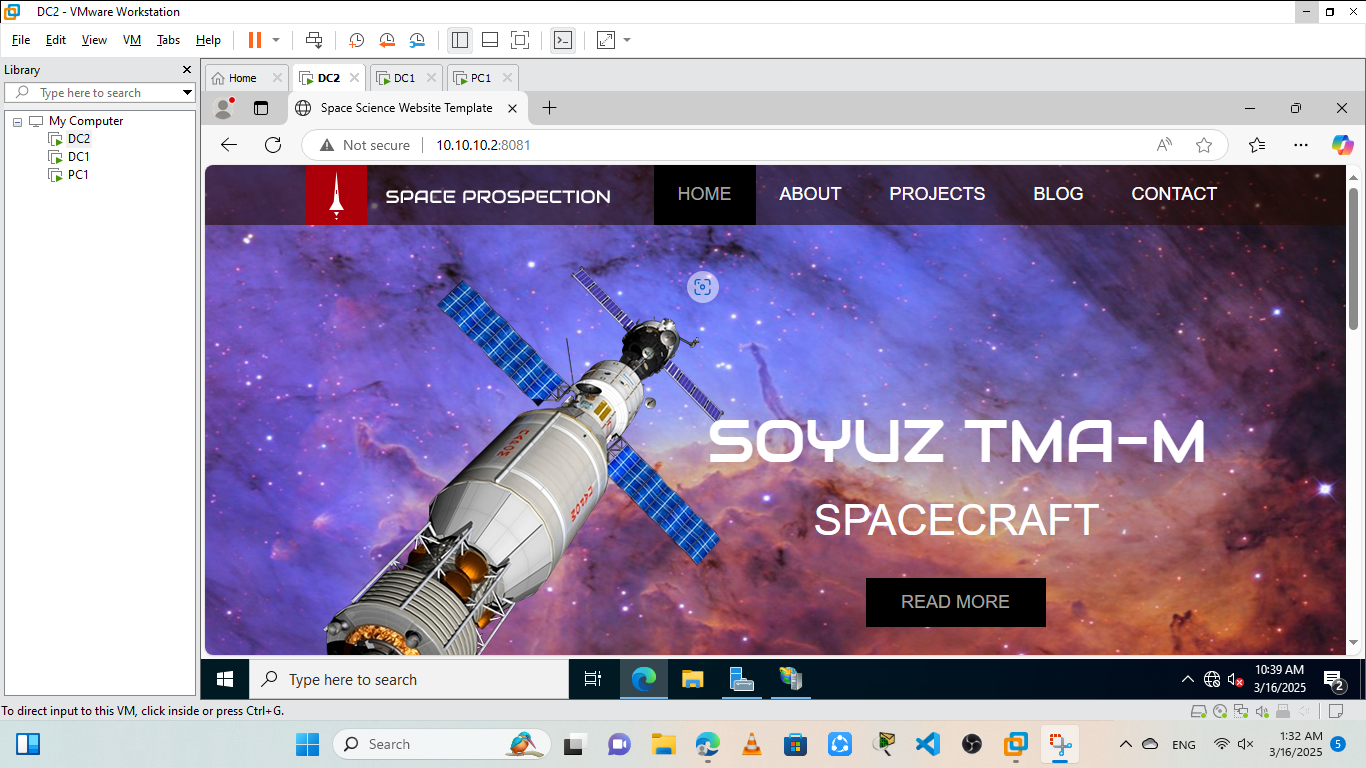 DC2 - VMware Workstation
File Edit View VM Tabs Help
Library
Type here to search
My Computer
DC2
DC1
PC1
Home DC2 DC1 PC1
Space Science Website Template
Not secure 10.10.10.2:8081
SPACE PROSPECTION HOME ABOUT PROJECTS BLOG CONTACT
SOYUZ TMA-M
SPACECRAFT
READ MORE
Type here to search
10:39 AM
3/16/2025
2
To direct input to this VM, click inside or press Ctrl+G.
Search
ENG
1:32 AM
3/16/2025
5